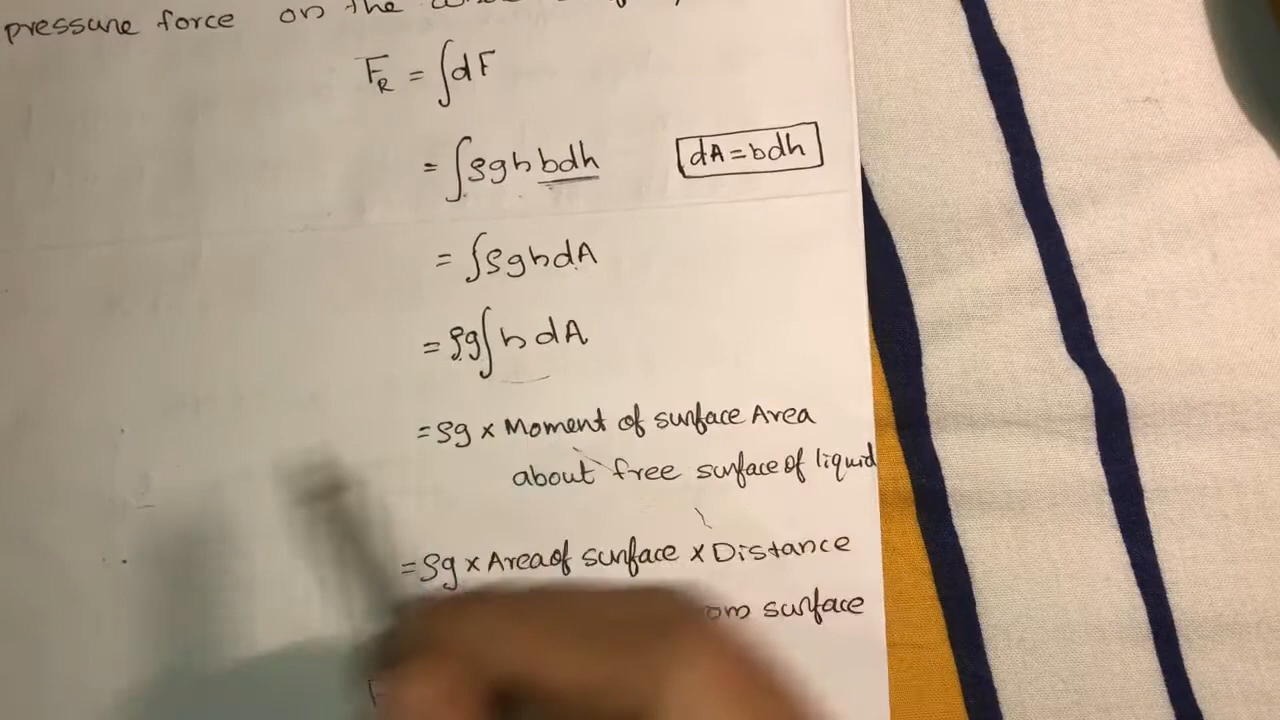 pressure force on the
F_R = ∫dF
= ∫ρgh bdh dA=bdh
= ∫ρghdA
= ρg∫h dA
= ρg × Moment of surface Area
about free surface of liquid
= ρg × Area of surface × Distance
surface